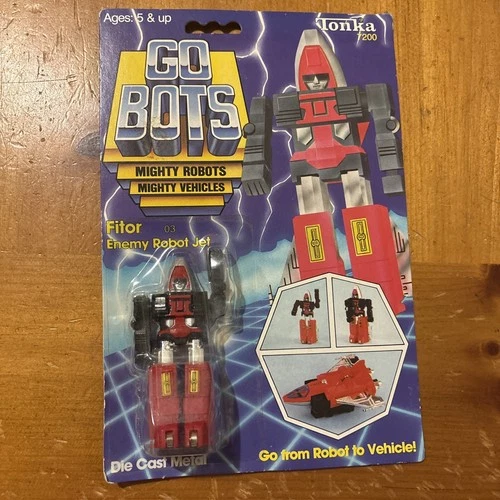 Ages: 5 & up
Tonka
7200
GO
BOTS
MIGHTY ROBOTS
MIGHTY VEHICLES
Fitor 03
Enemy Robot Jet
Die Cast Metal
Go from Robot to Vehicle!